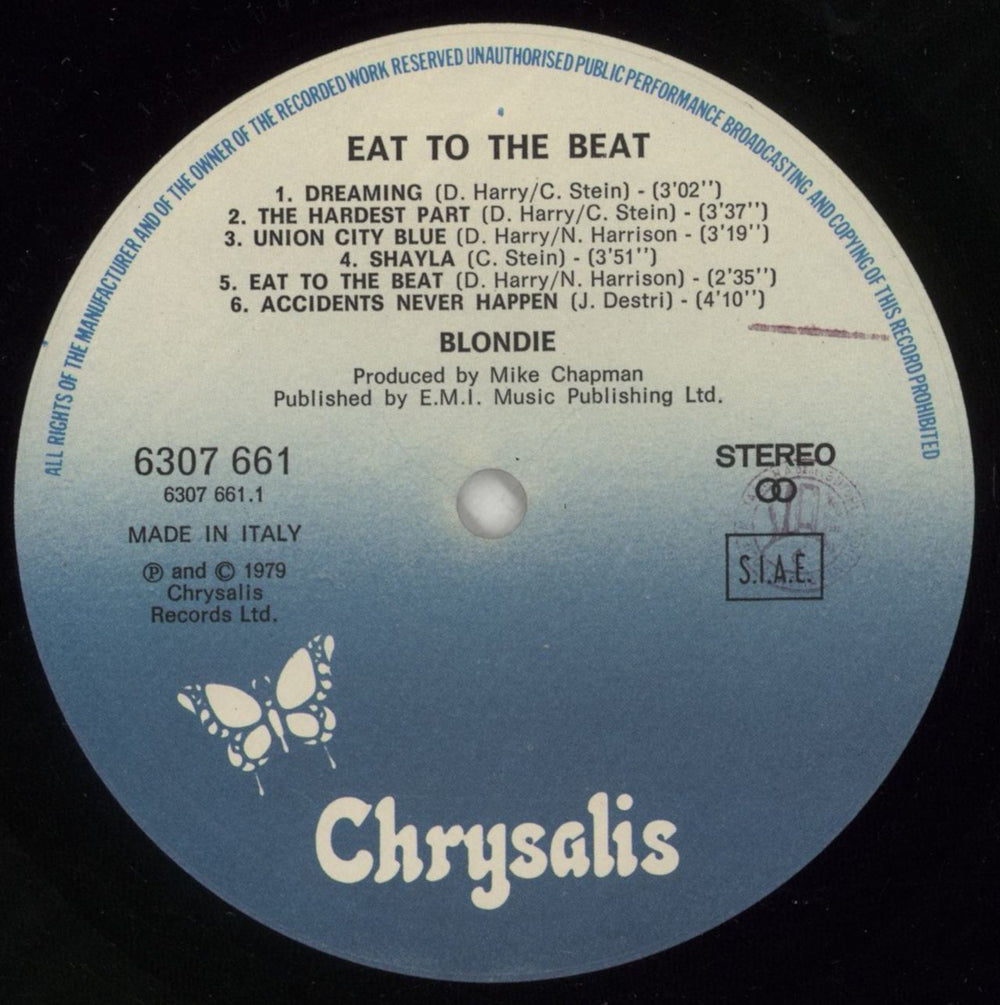 ALL RIGHTS OF THE MANUFACTURER AND OF THE OWNER OF THE RECORDED WORK RESERVED UNAUTHORISED PUBLIC PERFORMANCE BROADCASTING AND COPYING OF THIS RECORD PROHIBITED
EAT TO THE BEAT
1. DREAMING (D. Harry/C. Stein) - (3'02'')
2. THE HARDEST PART (D. Harry/C. Stein) - (3'37'')
3. UNION CITY BLUE (D. Harry/N. Harrison - (3'19'')
4. SHAYLA (C. Stein) - (3'51'')
5. EAT TO THE BEAT (D. Harry/N. Harrison) - (2'35'')
6. ACCIDENTS NEVER HAPPEN (J. Destri) - (4'10'')
BLONDIE
Produced by Mike Chapman
Published by E.M.I. Music Publishing Ltd.
6307 661
6307 661.1
MADE IN ITALY
℗ and © 1979
Chrysalis
Records Ltd.
STEREO
S.I.A.E.
Chrysalis